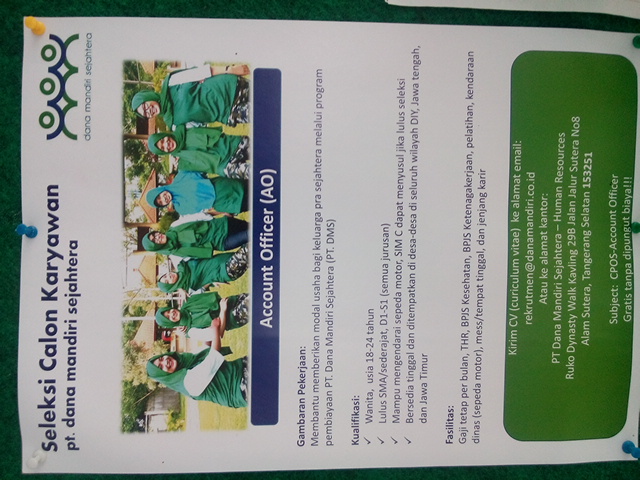 Seleksi Calon Karyawan
pt. dana mandiri sejahtera
dana mandiri sejahtera
Account Officer (AO)
Gambaran Pekerjaan:
Membantu memberikan modal usaha bagi keluarga pra sejahtera melalui program
pembiayaan PT. Dana Mandiri Sejahtera (PT. DMS)
Kualifikasi:
✓ Wanita, usia 18-24 tahun
✓ Lulus SMA/sederajat, D1-S1 (semua jurusan)
✓ Mampu mengendarai sepeda motor, SIM C dapat menyusul jika lulus seleksi
✓ Bersedia tinggal dan ditempatkan di desa-desa di seluruh wilayah DIY, Jawa tengah,
dan Jawa Timur
Fasilitas:
Gaji tetap per bulan, THR, BPJS Kesehatan, BPJS Ketenagakerjaan, pelatihan, kendaraan
dinas (sepeda motor), mess/tempat tinggal, dan jenjang karir
Kirim CV (curiculum vitae) ke alamat email:
rekrutmen@danamandiri.co.id
Atau ke alamat kantor:
PT Dana Mandiri Sejahtera – Human Resources
Ruko Dynasty Walk Kavling 29B Jalan Jalur Sutera No8
Alam Sutera, Tangerang Selatan 153251
Subject: CPOS-Account Officer
Gratis tanpa dipungut biaya!!!